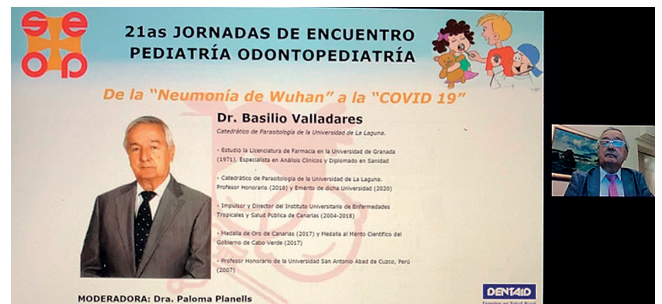 se
op
21as JORNADAS DE ENCUENTRO
PEDIATRÍA ODONTOPEDIATRÍA
De la "Neumonía de Wuhan" a la "COVID 19"
Dr. Basilio Valladares
Catedrático de Parasitología de la Universidad de La Laguna.
- Estudió la Licenciatura de Farmacia en la Universidad de Granada
(1971), Especialista en Análisis Clínicos y Diplomado en Sanidad
- Catedrático de Parasitología de la Universidad de La Laguna.
Profesor Honorario (2018) y Emérito de dicha Universidad (2020)
- Impulsor y Director del Instituto Universitario de Enfermedades
Tropicales y Salud Pública de Canarias (2004-2018)
- Medalla de Oro de Canarias (2017) y Medalla al Mérito Científico del
Gobierno de Cabo Verde (2017)
- Profesor Honorario de la Universidad San Antonio Abad de Cuzco, Perú
(2007)
DENTAID
MODERADORA: Dra. Paloma Planells